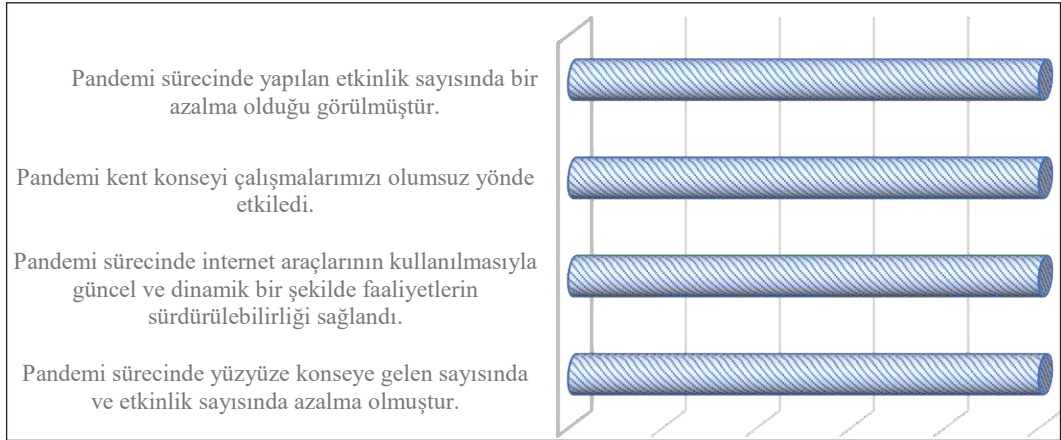 Pandemi sürecinde yapılan etkinlik sayısında bir
azalma olduğu görülmüştür.
Pandemi kent konseyi çalışmalarımızı olumsuz yönde
etkiledi.
Pandemi sürecinde internet araçlarının kullanılmasıyla
güncel ve dinamik bir şekilde faaliyetlerin
sürdürülebilirliği sağlandı.
Pandemi sürecinde yüzyüze konseye gelen sayısında
ve etkinlik sayısında azalma olmuştur.